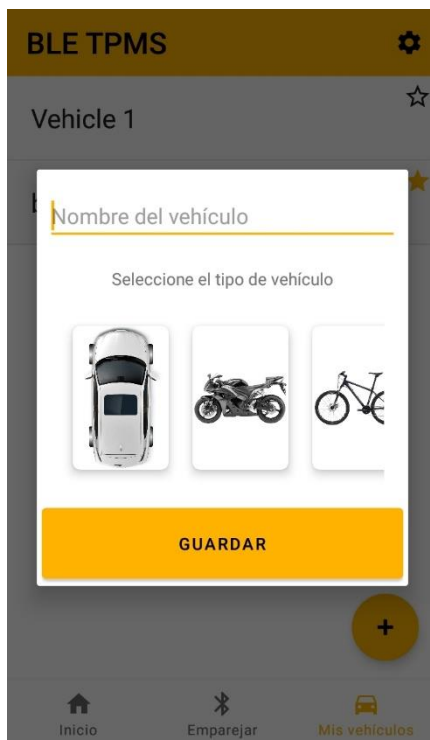 BLE TPMS
Vehicle 1
Nombre del vehículo
Seleccione el tipo de vehículo
GUARDAR
+
Inicio
Emparejar
Mis vehículos